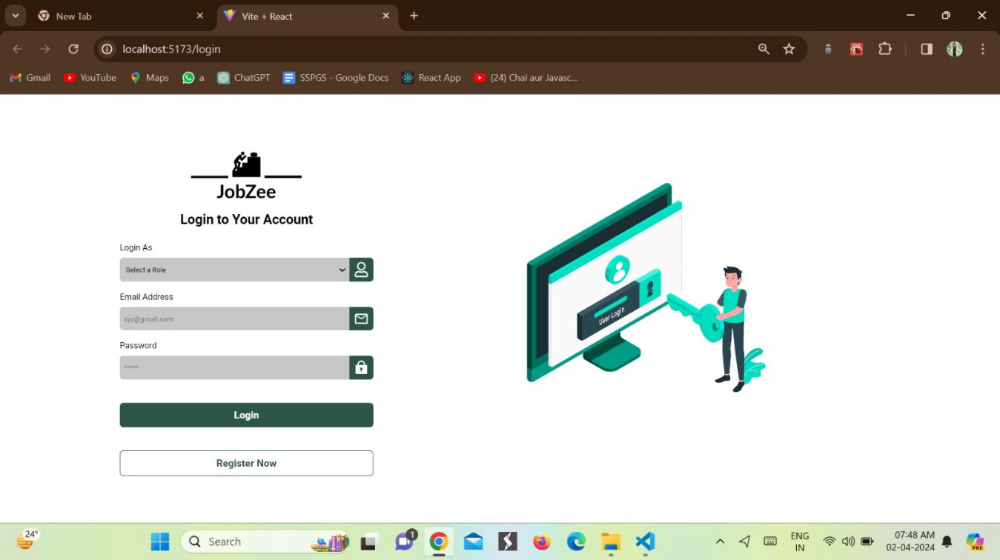 New Tab
Vite + React
localhost:5173/login
Gmail YouTube Maps a ChatGPT SSPGS - Google Docs React App (24) Chai aur Javasc...
JobZee
Login to Your Account
Login As
Select a Role
Email Address
xyz@gmail.com
Password
*****
Login
Register Now
User Login
24°
Search
1
ENG
IN
07:48 AM
02-04-2024
PRE